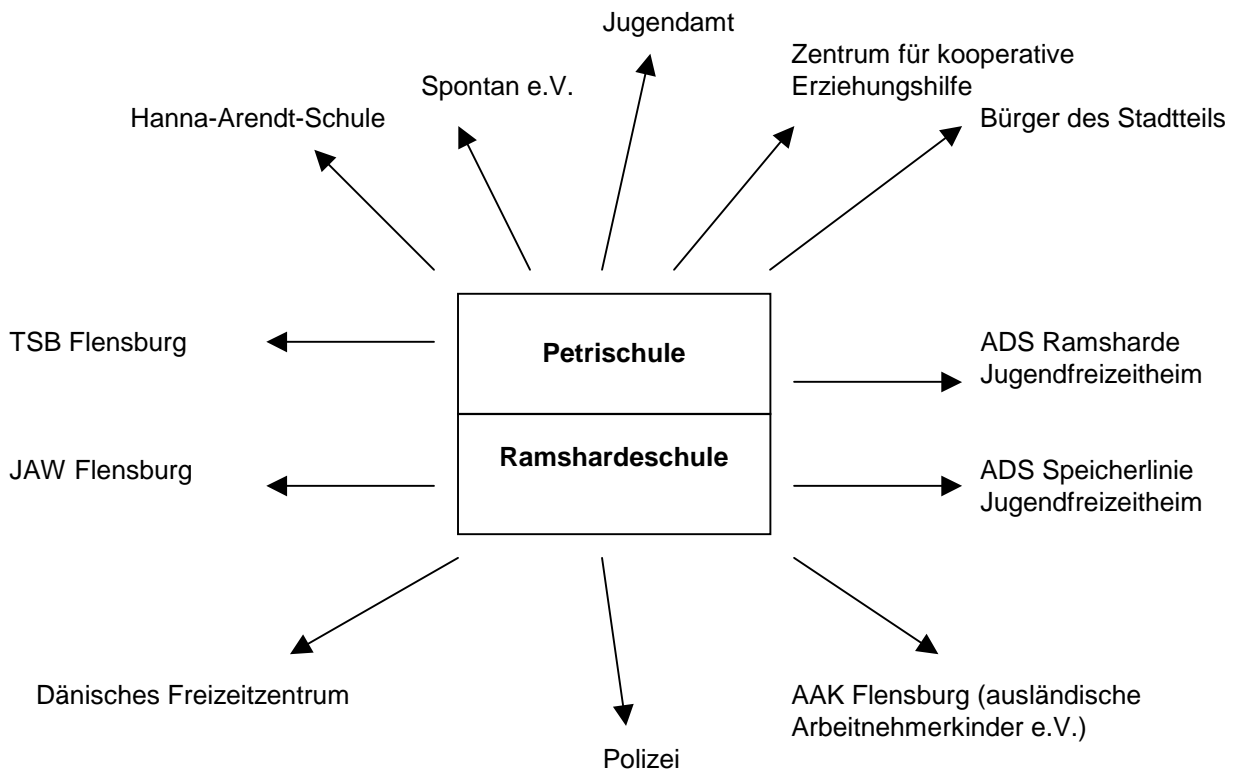 Jugendamt
Zentrum für kooperative
Erziehungshilfe
Spontan e.V.
Hanna-Arendt-Schule
Bürger des Stadtteils
TSB Flensburg
Petrischule
ADS Ramsharde
Jugendfreizeitheim
JAW Flensburg
Ramshardeschule
ADS Speicherlinie
Jugendfreizeitheim
Dänisches Freizeitzentrum
AAK Flensburg (ausländische
Arbeitnehmerkinder e.V.)
Polizei